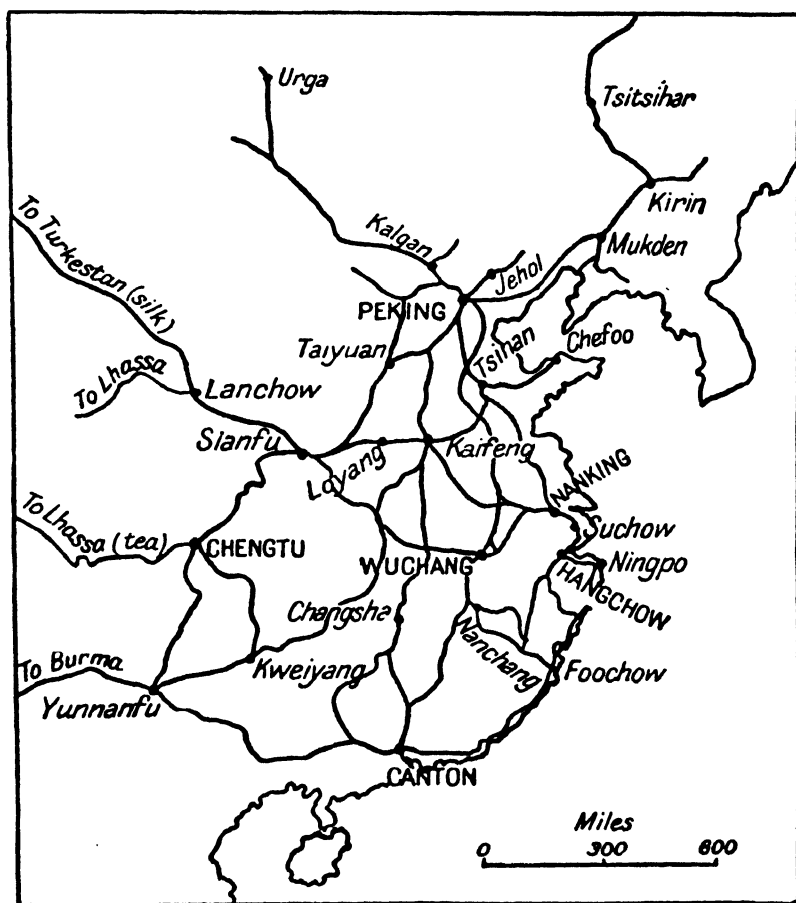 Urga
Tsitsihar
Kirin
Mukden
Kalgan
Jehol
To Turkestan (silk)
PEKING
Taiyuan
Tsinan
Chefoo
To Lhassa
Lanchow
Sianfu
Loyang
Kaifeng
NANKING
To Lhassa (tea)
CHENGTU
WUCHANG
Suchow
Ningpo
HANGCHOW
Changsha
Nanchang
To Burma
Kweiyang
Foochow
Yunnanfu
CANTON
Miles
0 300 600